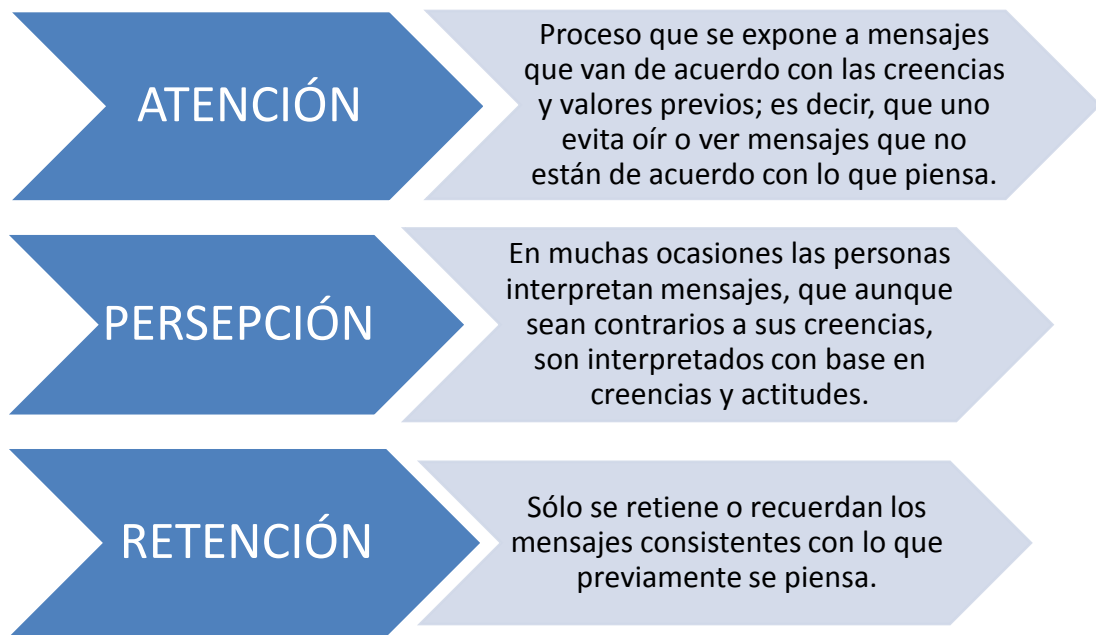 ATENCIÓN
Proceso que se expone a mensajes
que van de acuerdo con las creencias
y valores previos; es decir, que uno
evita oír o ver mensajes que no
están de acuerdo con lo que piensa.
PERSEPCIÓN
En muchas ocasiones las personas
interpretan mensajes, que aunque
sean contrarios a sus creencias,
son interpretados con base en
creencias y actitudes.
RETENCIÓN
Sólo se retiene o recuerdan los
mensajes consistentes con lo que
previamente se piensa.